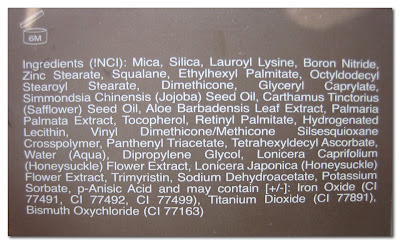 6M
Ingredients (!NCI): Mica, Silica, Lauroyl Lysine, Boron Nitride,
Zinc Stearate, Squalane, Ethylhexyl Palmitate, Octyldodecyl
Stearoyl Stearate, Dimethicone, Glyceryl Caprylate,
Simmondsia Chinensis (Jojoba) Seed Oil, Carthamus Tinctorius
(Safflower) Seed Oil, Aloe Barbadensis Leaf Extract, Palmaria
Palmata Extract, Tocopherol, Retinyl Palmitate, Hydrogenated
Lecithin, Vinyl Dimethicone/Methicone Silsesquioxane
Crosspolymer, Panthenyl Triacetate, Tetrahexyldecyl Ascorbate,
Water (Aqua), Dipropylene Glycol, Lonicera Caprifolium
(Honeysuckle) Flower Extract, Lonicera Japonica (Honeysuckle)
Flower Extract, Trimyristin, Sodium Dehydroacetate, Potassium
Sorbate, p-Anisic Acid and may contain [+/-]: Iron Oxide (CI
77491, CI 77492, CI 77499), Titanium Dioxide (CI 77891),
Bismuth Oxychloride (CI 77163)